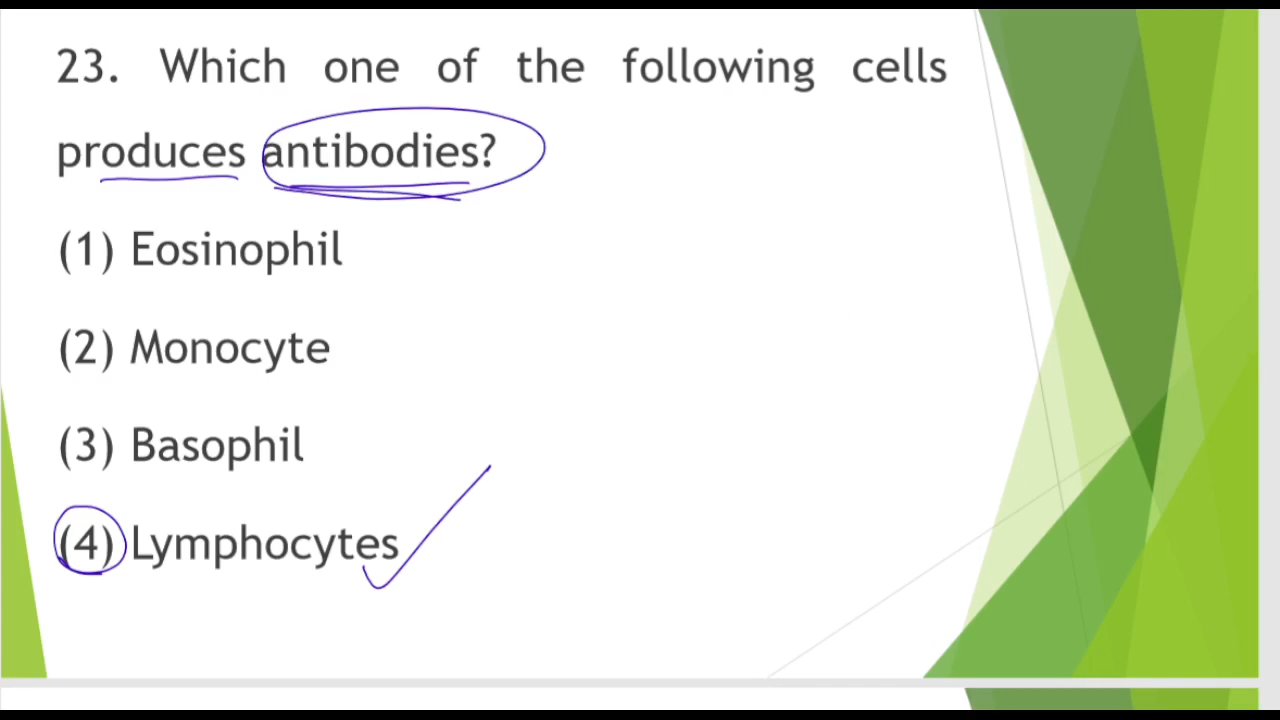 23. Which one of the following cells
produces antibodies?
(1) Eosinophil
(2) Monocyte
(3) Basophil
(4) Lymphocytes